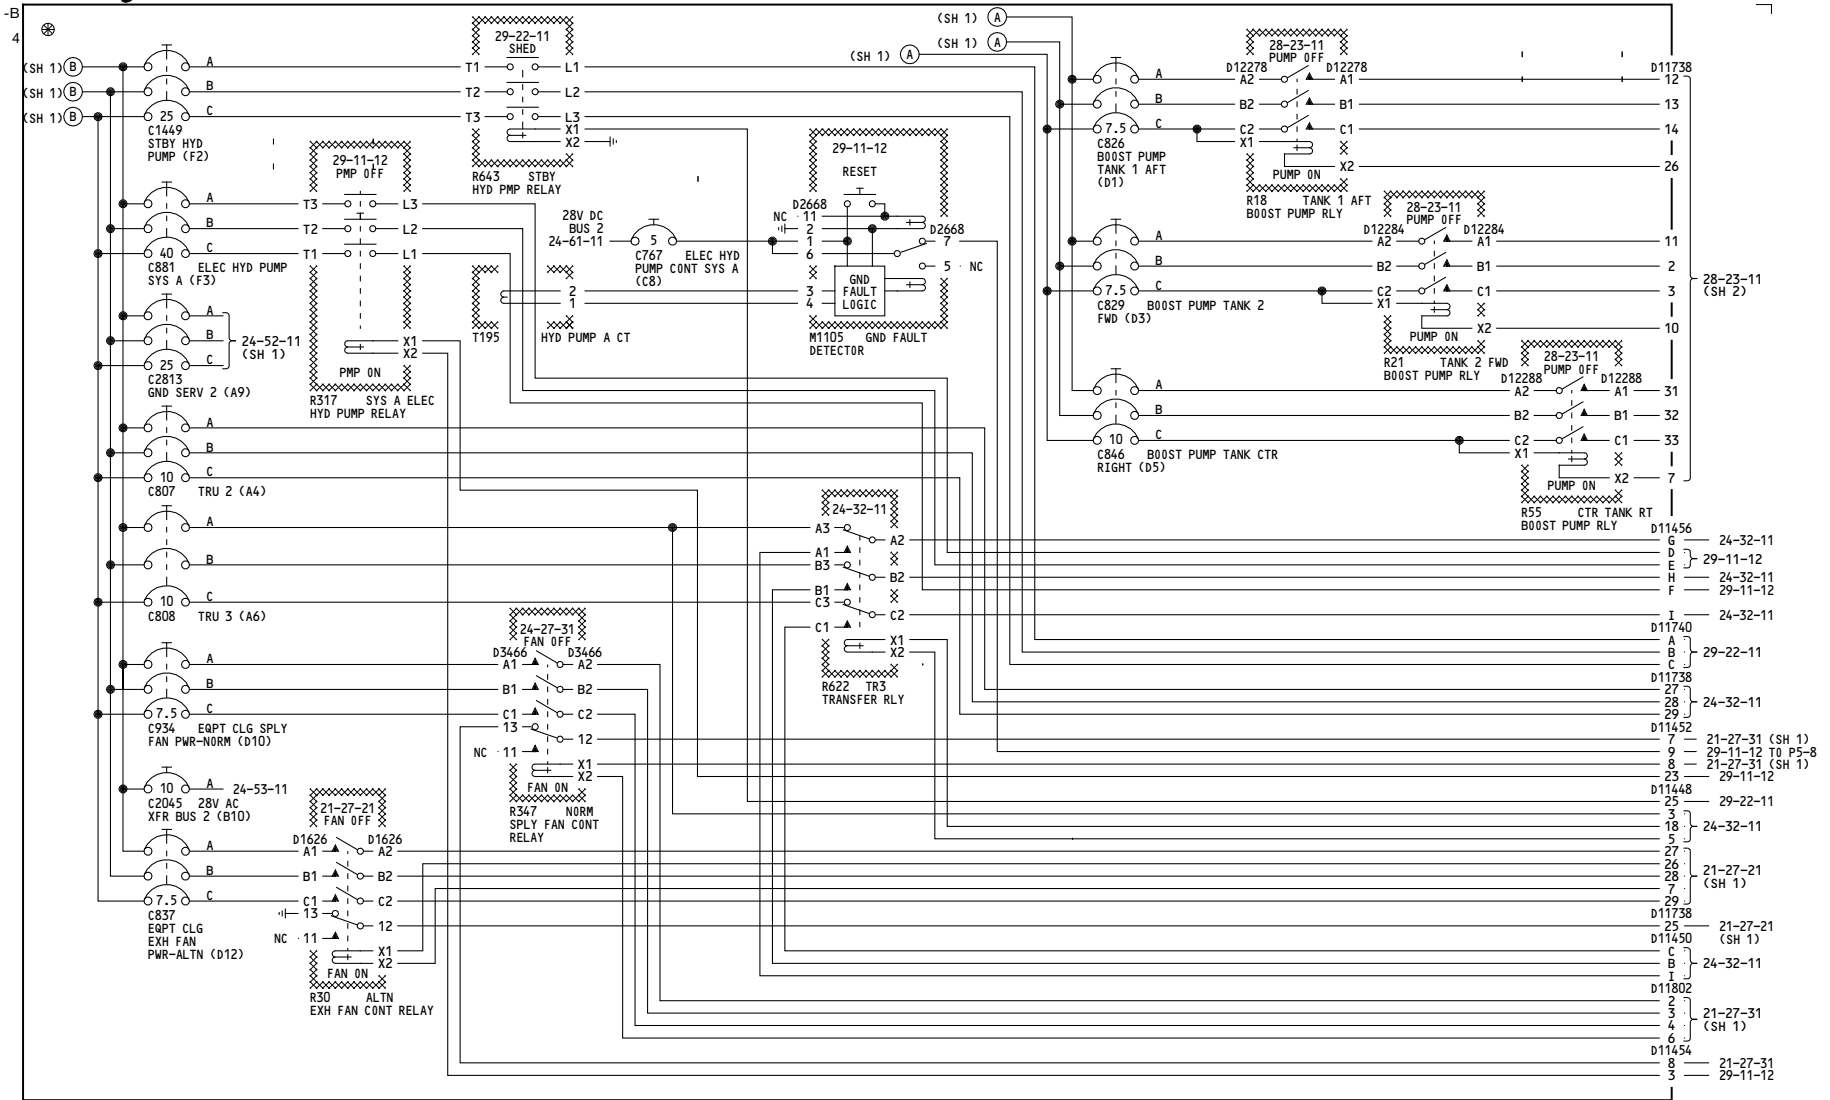 -B
4
(SH 1) B
(SH 1) B
(SH 1) B
A
B
25 C
C1449
STBY HYD
PUMP (F2)
A
B
40 C
C881 ELEC HYD PUMP
SYS A (F3)
A
B
25 C
24-52-11
(SH 1)
C2813
GND SERV 2 (A9)
A
B
10 C
C807 TRU 2 (A4)
A
B
10 C
C808 TRU 3 (A6)
A
B
7.5 C
C934 EQPT CLG SPLY
FAN PWR-NORM (D10)
10 A 24-53-11
C2045 28V AC
XFR BUS 2 (B10)
A
B
7.5 C
C837
EQPT CLG
EXH FAN
PWR-ALTN (D12)
29-11-12
PMP OFF
T3 L3
T2 L2
T1 L1
X1
X2
PMP ON
R317 SYS A ELEC
HYD PUMP RELAY
21-27-21
FAN OFF
D1626 D1626
A1 A2
B1 B2
C1 C2
13
12
NC 11
X1
X2
FAN ON
R30 ALTN
EXH FAN CONT RELAY
29-22-11
SHED
T1 L1
T2 L2
T3 L3
X1
X2
R643 STBY
HYD PMP RELAY
28V DC
BUS 2
24-61-11
5
C767 ELEC HYD
PUMP CONT SYS A
(C8)
2
1
T195 HYD PUMP A CT
29-11-12
RESET
D2668
NC 11
2
1
6
3
4
D2668
7
5 NC
GND
FAULT
LOGIC
M1105 GND FAULT
DETECTOR
24-27-31
FAN OFF
D3466 D3466
A1 A2
B1 B2
C1 C2
13
12
NC 11
X1
X2
FAN ON
R347 NORM
SPLY FAN CONT
RELAY
24-32-11
A3
A2
A1
B3
B2
B1
C3
C2
C1
X1
X2
R622 TR3
TRANSFER RLY
(SH 1) A
(SH 1) A
(SH 1) A
A
B
7.5 C
C826
BOOST PUMP
TANK 1 AFT
(D1)
28-23-11
PUMP OFF
D12278 D12278
A2 A1
B2 B1
C2 C1
X1
X2
PUMP ON
R18 TANK 1 AFT
BOOST PUMP RLY
A
B
7.5 C
C829 BOOST PUMP TANK 2
FWD (D3)
28-23-11
PUMP OFF
D12284 D12284
A2 A1
B2 B1
C2 C1
X1
X2
PUMP ON
R21 TANK 2 FWD
BOOST PUMP RLY
A
B
10 C
C846 BOOST PUMP TANK CTR
RIGHT (D5)
28-23-11
PUMP OFF
D12288 D12288
A2 A1
B2 B1
C2 C1
X1
X2
PUMP ON
R55 CTR TANK RT
BOOST PUMP RLY
D11738
12
13
14
26
11
2
3
10
31
32
33
7
28-23-11
(SH 2)
D11456
G 24-32-11
D
E
29-11-12
H 24-32-11
F 29-11-12
I 24-32-11
D11740
A
B
C
29-22-11
D11738
27
28
29
24-32-11
D11452
7 21-27-31 (SH 1)
9 29-11-12 TO P5-8
8 21-27-31 (SH 1)
23 29-11-12
D11448
25 29-22-11
3
18
5
24-32-11
27
26
28
7
29
21-27-21
(SH 1)
D11738
25 21-27-21
(SH 1)
D11450
C
B
I
24-32-11
D11802
2
3
4
6
21-27-31
(SH 1)
D11454
8 21-27-31
3 29-11-12